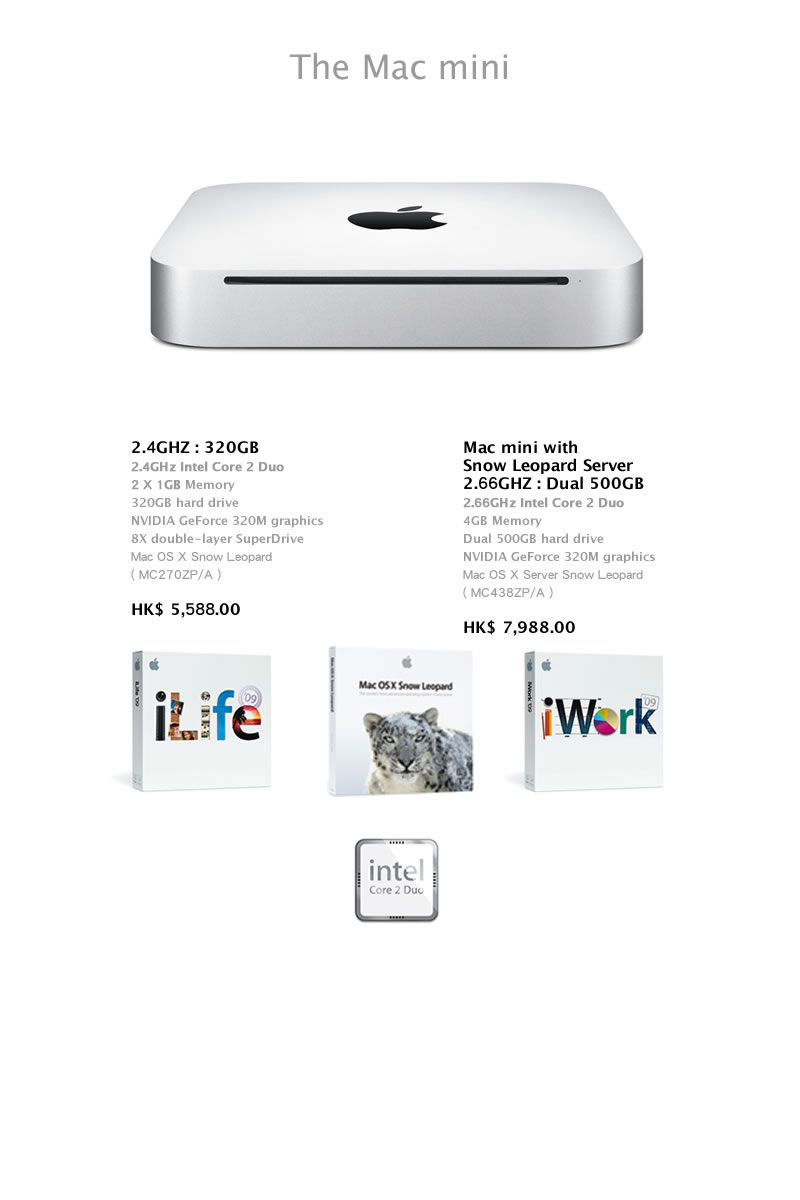 The Mac mini
2.4GHZ : 320GB
2.4GHz Intel Core 2 Duo
2 X 1GB Memory
320GB hard drive
NVIDIA GeForce 320M graphics
8X double-layer SuperDrive
Mac OS X Snow Leopard
( MC270ZP/A )
HK$ 5,588.00
Mac mini with
Snow Leopard Server
2.66GHZ : Dual 500GB
2.66GHz Intel Core 2 Duo
4GB Memory
Dual 500GB hard drive
NVIDIA GeForce 320M graphics
Mac OS X Server Snow Leopard
( MC438ZP/A )
HK$ 7,988.00
iLife '09
iLife '09
Mac OS X Snow Leopard
Mac OS X Snow Leopard
iWork '09
iWork '09
intel
Core 2 Duo